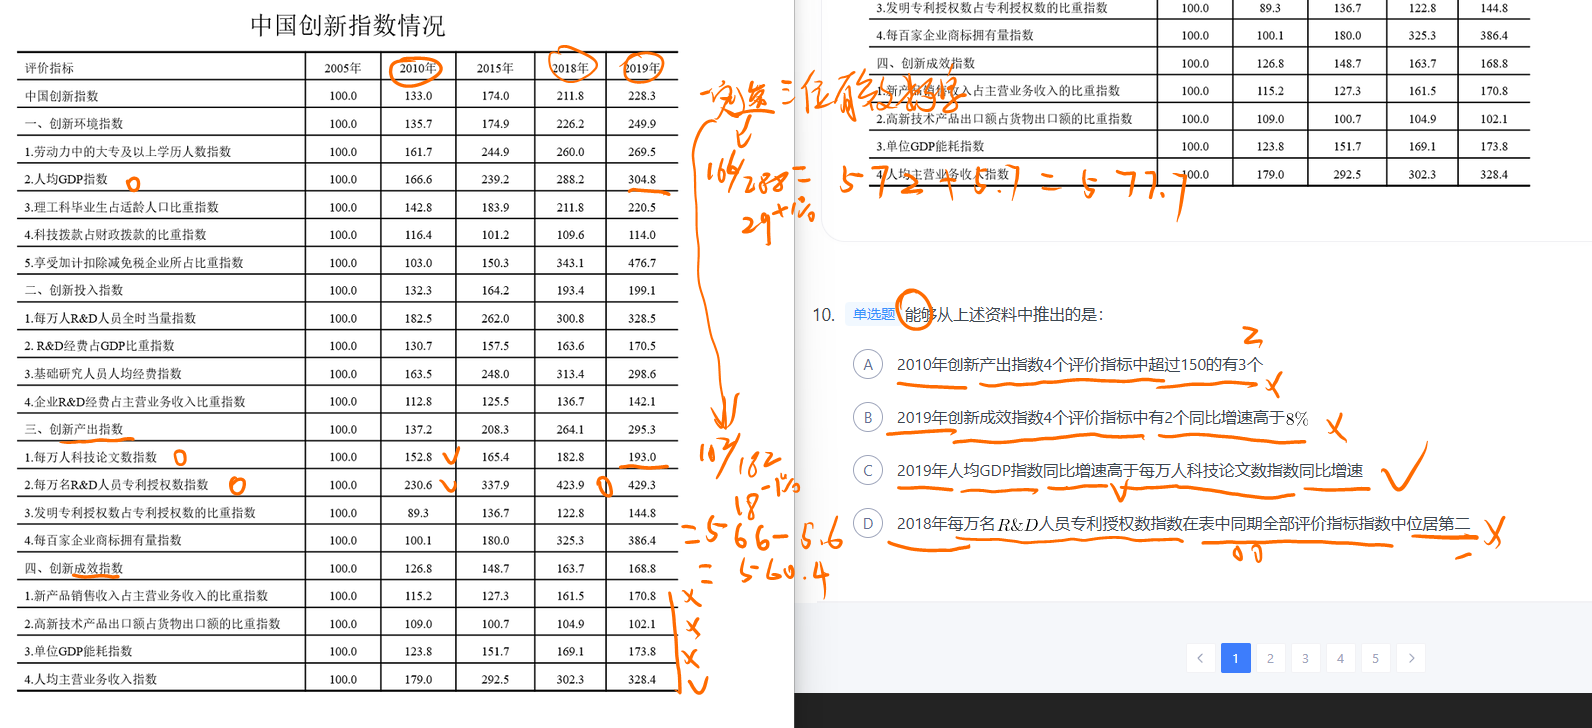 中国创新指数情况
评价指标 2005年 2010年 2015年 2018年 2019年
中国创新指数 100.0 133.0 174.0 211.8 228.3
一、创新环境指数 100.0 135.7 174.9 226.2 249.9
1.劳动力中的大专及以上学历人数指数 100.0 161.7 244.9 260.0 269.5
2.人均GDP指数 100.0 166.6 239.2 288.2 304.8
3.理工科毕业生占适龄人口比重指数 100.0 142.8 183.9 211.8 220.5
4.科技拨款占财政拨款的比重指数 100.0 116.4 101.2 109.6 114.0
5.享受加计扣除减免税企业所占比重指数 100.0 103.0 150.3 343.1 476.7
二、创新投入指数 100.0 132.3 164.2 193.4 199.1
1.每万人R&D人员全时当量指数 100.0 182.5 262.0 300.8 328.5
2. R&D经费占GDP比重指数 100.0 130.7 157.5 163.6 170.5
3.基础研究人员人均经费指数 100.0 163.5 248.0 313.4 298.6
4.企业R&D经费占主营业务收入比重指数 100.0 112.8 125.5 136.7 142.1
三、创新产出指数 100.0 137.2 208.3 264.1 295.3
1.每万人科技论文数指数 100.0 152.8 165.4 182.8 193.0
2.每万名R&D人员专利授权数指数 100.0 230.6 337.9 423.9 429.3
3.发明专利授权数占专利授权数的比重指数 100.0 89.3 136.7 122.8 144.8
4.每百家企业商标拥有量指数 100.0 100.1 180.0 325.3 386.4
四、创新成效指数 100.0 126.8 148.7 163.7 168.8
1.新产品销售收入占主营业务收入的比重指数 100.0 115.2 127.3 161.5 170.8
2.高新技术产品出口额占货物出口额的比重指数 100.0 109.0 100.7 104.9 102.1
3.单位GDP能耗指数 100.0 123.8 151.7 169.1 173.8
4.人均主营业务收入指数 100.0 179.0 292.5 302.3 328.4
三位有效数字
166/288=572+5.7=577.7
29+1%
102/182
18-1%
=566-5.6
=560.4
3.发明专利授权数占专利授权数的比重指数 100.0 89.3 136.7 122.8 144.8
4.每百家企业商标拥有量指数 100.0 100.1 180.0 325.3 386.4
四、创新成效指数 100.0 126.8 148.7 163.7 168.8
1.新产品销售收入占主营业务收入的比重指数 100.0 115.2 127.3 161.5 170.8
2.高新技术产品出口额占货物出口额的比重指数 100.0 109.0 100.7 104.9 102.1
3.单位GDP能耗指数 100.0 123.8 151.7 169.1 173.8
4.人均主营业务收入指数 100.0 179.0 292.5 302.3 328.4
10. 单选题 能够从上述资料中推出的是：
2
A 2010年创新产出指数4个评价指标中超过150的有3个
B 2019年创新成效指数4个评价指标中有2个同比增速高于8%
C 2019年人均GDP指数同比增速高于每万人科技论文数指数同比增速
D 2018年每万名R&D人员专利授权数指数在表中同期全部评价指标指数中位居第二
1 2 3 4 5